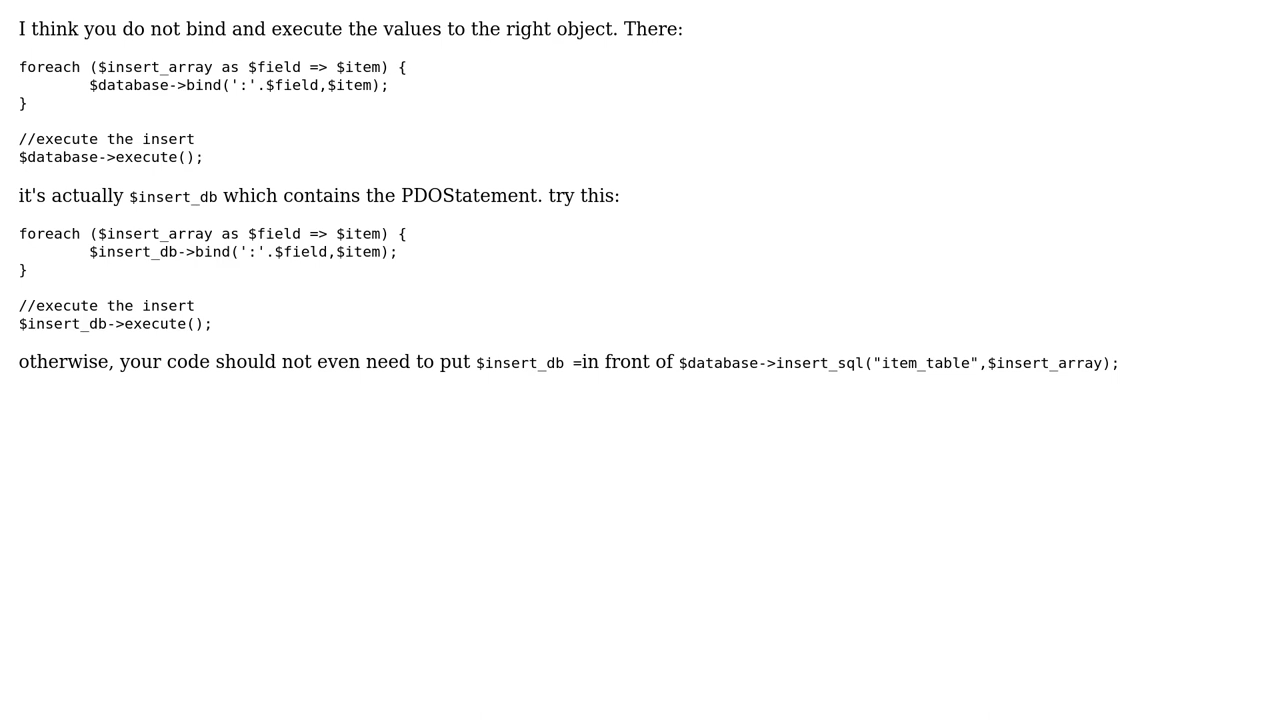 I think you do not bind and execute the values to the right object. There:
foreach ($insert_array as $field => $item) {
        $database->bind(':'.$field,$item);
}
//execute the insert
$database->execute();
it's actually $insert_db which contains the PDOStatement. try this:
foreach ($insert_array as $field => $item) {
        $insert_db->bind(':'.$field,$item);
}
//execute the insert
$insert_db->execute();
otherwise, your code should not even need to put $insert_db =in front of $database->insert_sql("item_table",$insert_array);